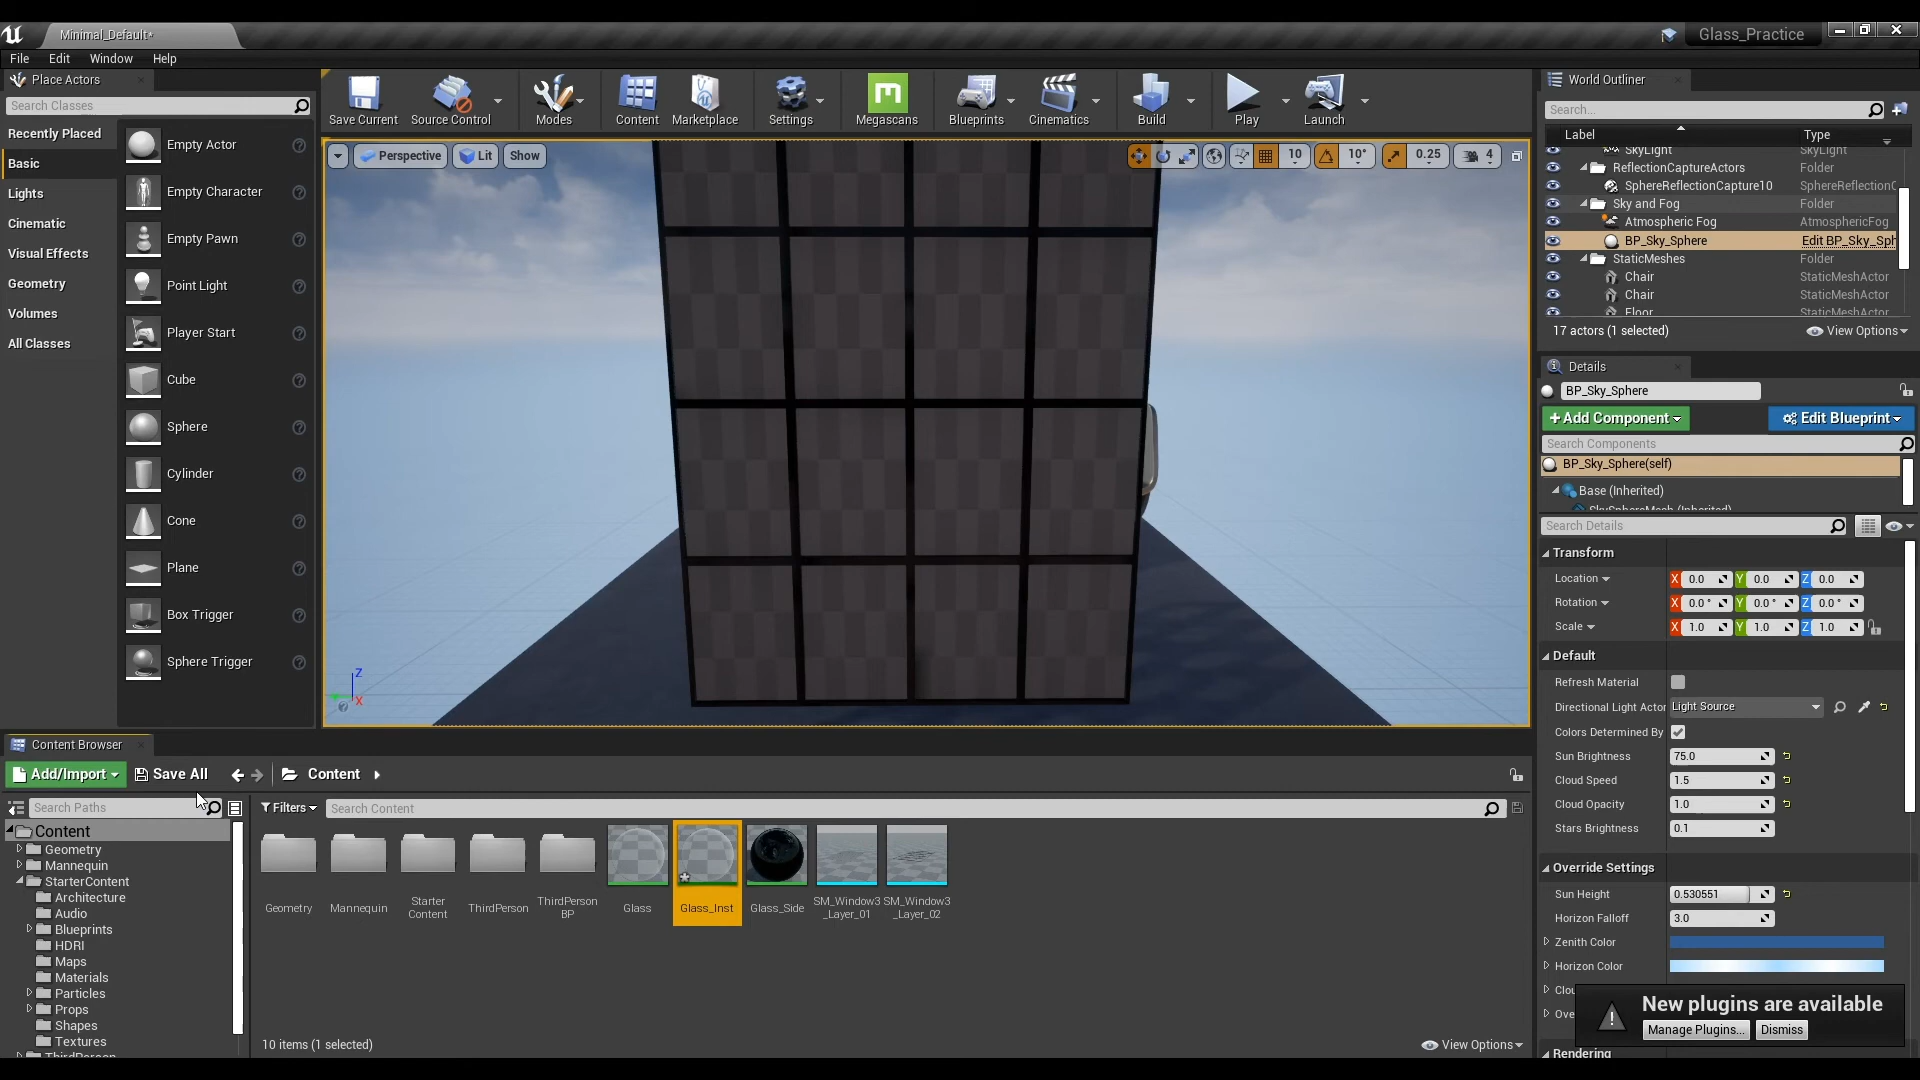 Minimal_Default*
Glass_Practice
File Edit Window Help
Place Actors
Search Classes
Recently Placed
Basic
Lights
Cinematic
Visual Effects
Geometry
Volumes
All Classes
Empty Actor
Empty Character
Empty Pawn
Point Light
Player Start
Cube
Sphere
Cylinder
Cone
Plane
Box Trigger
Sphere Trigger
Save Current
Source Control
Modes
Content
Marketplace
Settings
Megascans
Blueprints
Cinematics
Build
Play
Launch
Perspective Lit Show
10 10° 0.25 4
Z
X
World Outliner
Search...
Label Type
SkyLight SkyLight
ReflectionCaptureActors Folder
SphereReflectionCapture10 SphereReflectionC
Sky and Fog Folder
Atmospheric Fog AtmosphericFog
BP_Sky_Sphere Edit BP_Sky_Sph
StaticMeshes Folder
Chair StaticMeshActor
Chair StaticMeshActor
Floor StaticMeshActor
17 actors (1 selected) View Options
Details
BP_Sky_Sphere
+Add Component Edit Blueprint
Search Components
BP_Sky_Sphere(self)
Base (Inherited)
SkySphereMesh (Inherited)
Search Details
Transform
Location X 0.0 Y 0.0 Z 0.0
Rotation X 0.0 ° Y 0.0 ° Z 0.0 °
Scale X 1.0 Y 1.0 Z 1.0
Default
Refresh Material
Directional Light Actor Light Source
Colors Determined By
Sun Brightness 75.0
Cloud Speed 1.5
Cloud Opacity 1.0
Stars Brightness 0.1
Override Settings
Sun Height 0.530551
Horizon Falloff 3.0
Zenith Color
Horizon Color
Clou
Ove
Rendering
New plugins are available
Manage Plugins... Dismiss
Content Browser
Add/Import Save All Content
Search Paths
Content
Geometry
Mannequin
StarterContent
Architecture
Audio
Blueprints
HDRI
Maps
Materials
Particles
Props
Shapes
Textures
ThirdPerson
Filters Search Content
Geometry
Mannequin
Starter
Content
ThirdPerson
ThirdPerson
BP
Glass
Glass_Inst
Glass_Side
SM_Window3
_Layer_01
SM_Window3
_Layer_02
10 items (1 selected) View Options